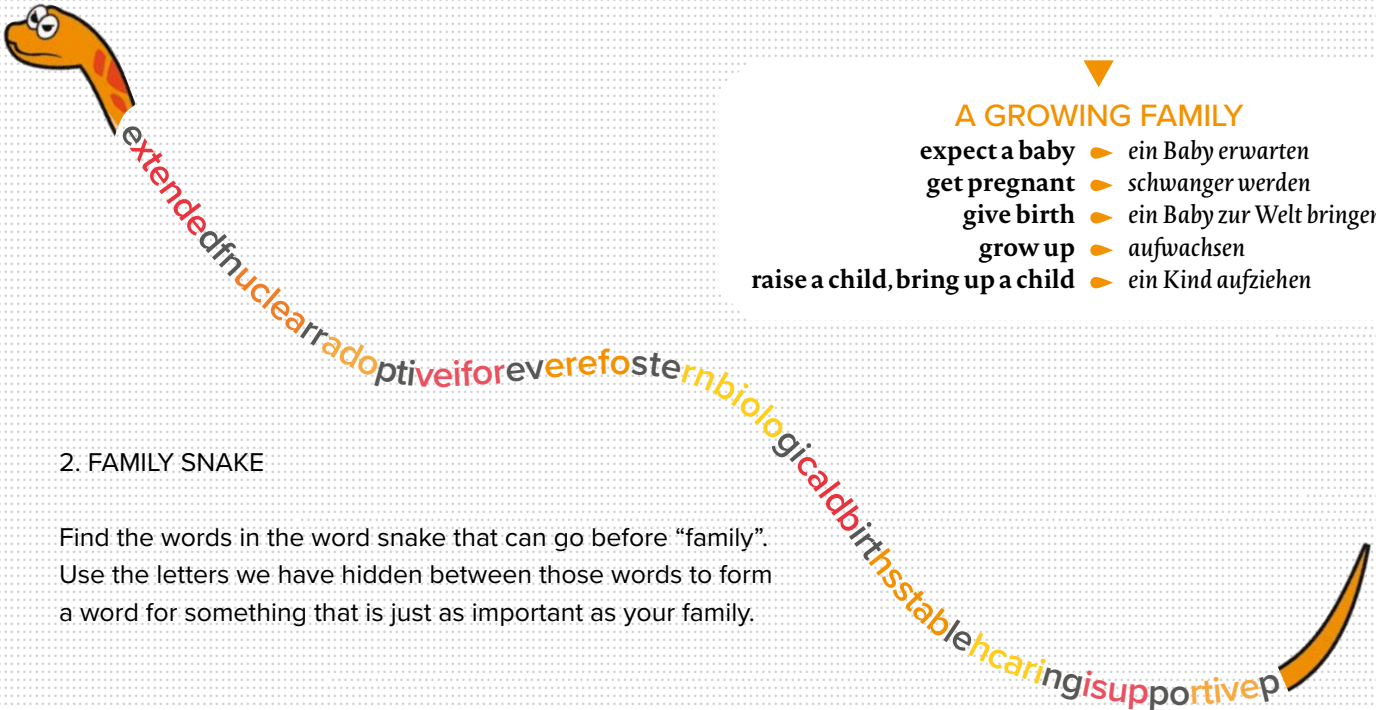 extendedfnuclearradoptiveiforeverefosternbiologicaldbirthsstablehcaringisupportivep
A GROWING FAMILY
expect a baby ein Baby erwarten
get pregnant schwanger werden
give birth ein Baby zur Welt bringen
grow up aufwachsen
raise a child, bring up a child ein Kind aufziehen
2. FAMILY SNAKE
Find the words in the word snake that can go before “family”.
Use the letters we have hidden between those words to form
a word for something that is just as important as your family.